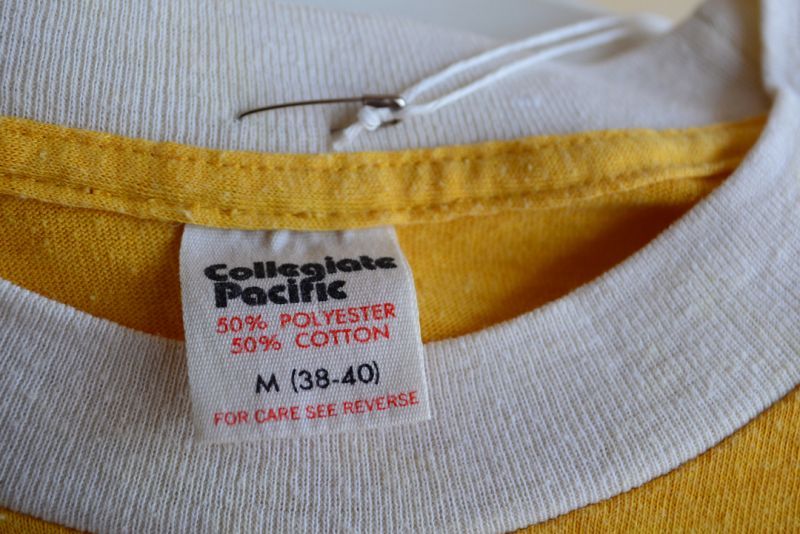 Collegiate
Pacific
50% POLYESTER
50% COTTON
M (38-40)
FOR CARE SEE REVERSE